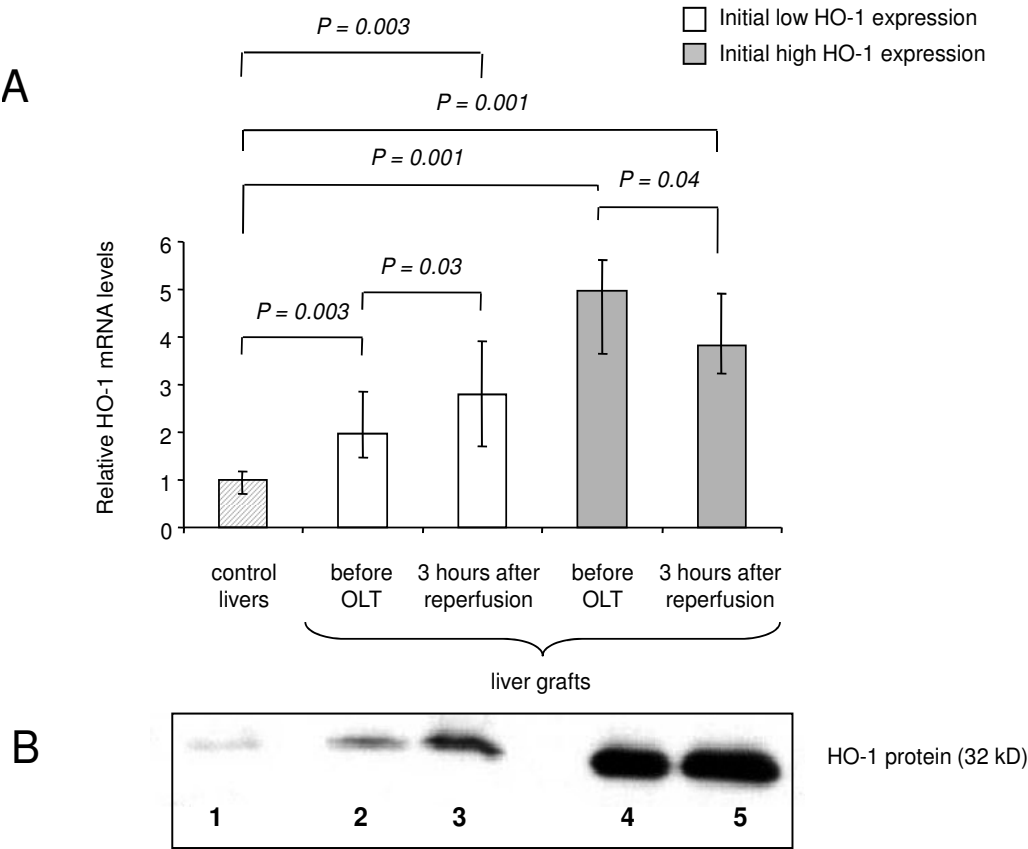 Initial low HO-1 expression
Initial high HO-1 expression
A
P = 0.003
P = 0.001
P = 0.001
P = 0.04
P = 0.03
P = 0.003
Relative HO-1 mRNA levels
6
5
4
3
2
1
0
control
livers
before
OLT
3 hours after
reperfusion
before
OLT
3 hours after
reperfusion
liver grafts
B
HO-1 protein (32 kD)
1 2 3 4 5